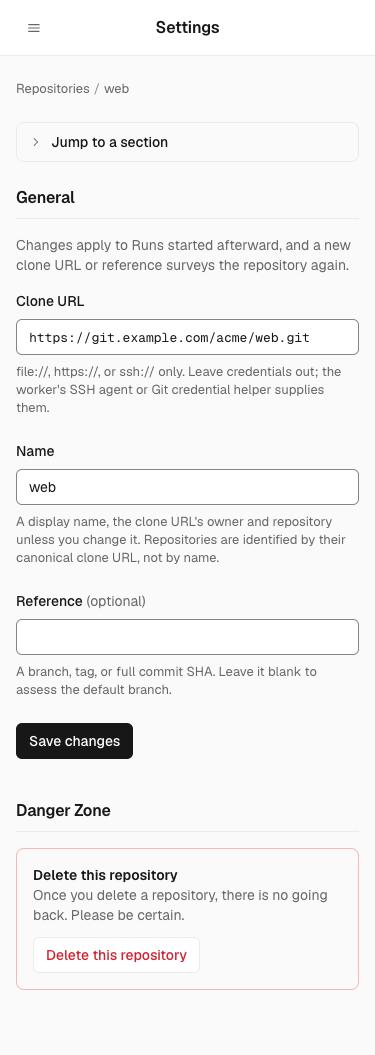 Settings
Repositories / web
Jump to a section
General
Changes apply to Runs started afterward, and a new
clone URL or reference surveys the repository again.
Clone URL
https://git.example.com/acme/web.git
file://, https://, or ssh:// only. Leave credentials out; the
worker's SSH agent or Git credential helper supplies
them.
Name
web
A display name, the clone URL's owner and repository
unless you change it. Repositories are identified by their
canonical clone URL, not by name.
Reference (optional)
A branch, tag, or full commit SHA. Leave it blank to
assess the default branch.
Save changes
Danger Zone
Delete this repository
Once you delete a repository, there is no going
back. Please be certain.
Delete this repository